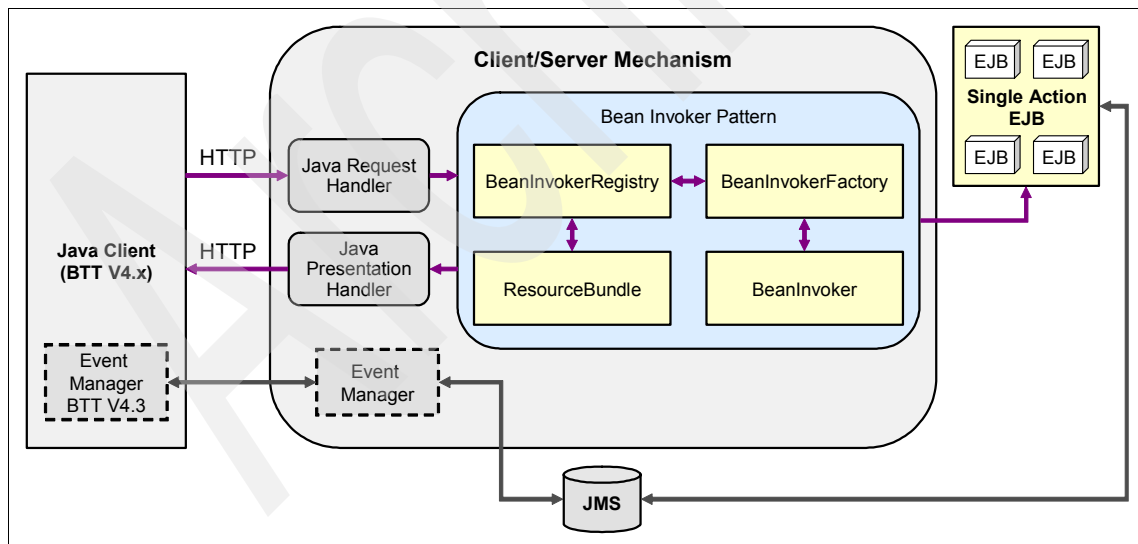 Client/Server Mechanism
EJB EJB
Single Action
EJB
EJB EJB
Bean Invoker Pattern
HTTP
Java Request
Handler
BeanInvokerRegistry
BeanInvokerFactory
HTTP
Java
Presentation
Handler
ResourceBundle
BeanInvoker
Java Client
(BTT V4.x)
Event
Manager
BTT V4.3
Event
Manager
JMS